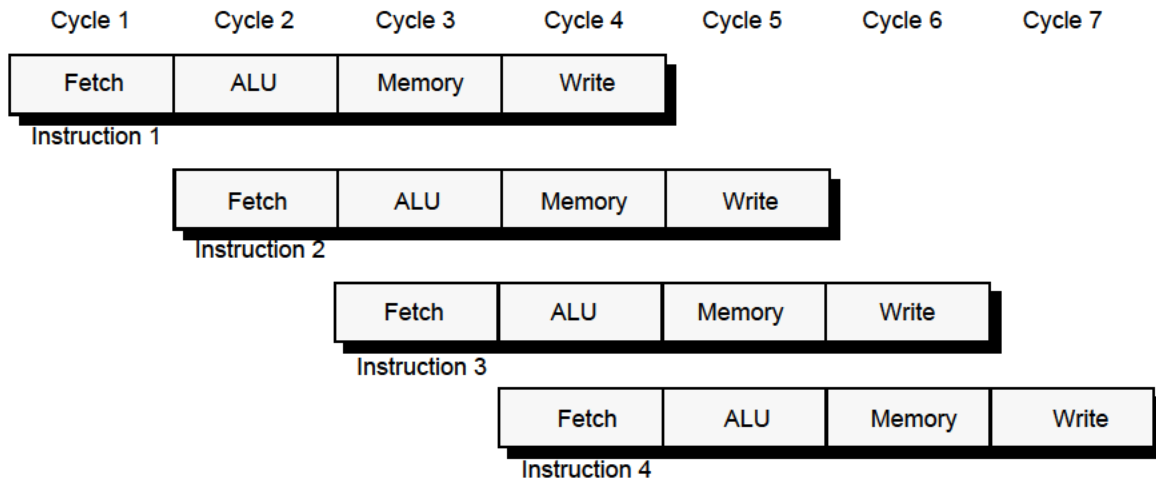 Cycle 1 Cycle 2 Cycle 3 Cycle 4 Cycle 5 Cycle 6 Cycle 7
Fetch ALU Memory Write
Instruction 1
Fetch ALU Memory Write
Instruction 2
Fetch ALU Memory Write
Instruction 3
Fetch ALU Memory Write
Instruction 4